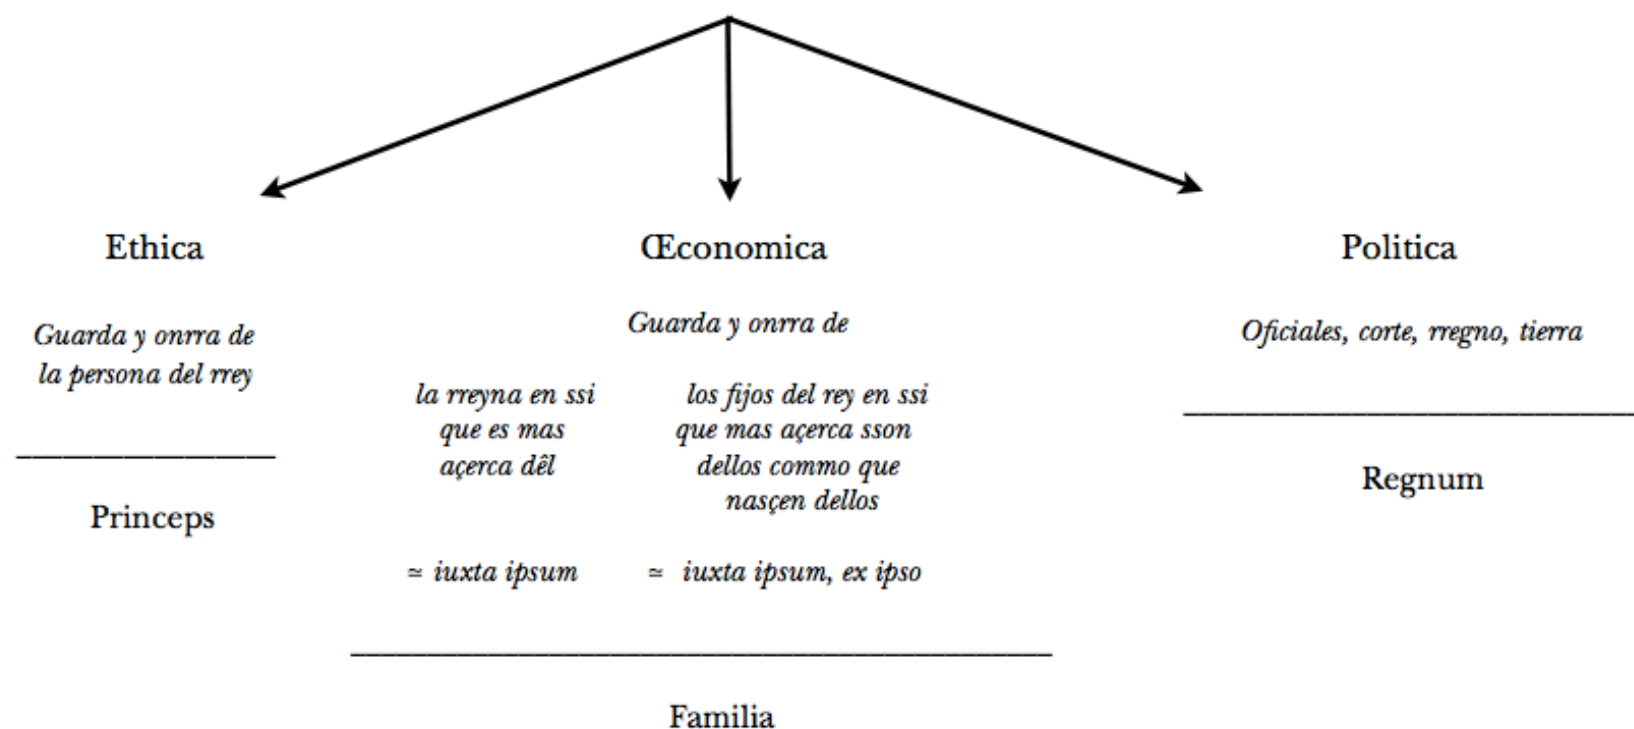 Ethica
Guarda y onrra de
la persona del rrey
Princeps
Œconomica
Guarda y onrra de
la rreyna en ssi
que es mas
açerca dêl
≃ iuxta ipsum
los fijos del rey en ssi
que mas açerca sson
dellos commo que
nasçen dellos
≃ iuxta ipsum, ex ipso
Familia
Politica
Oficiales, corte, rregno, tierra
Regnum